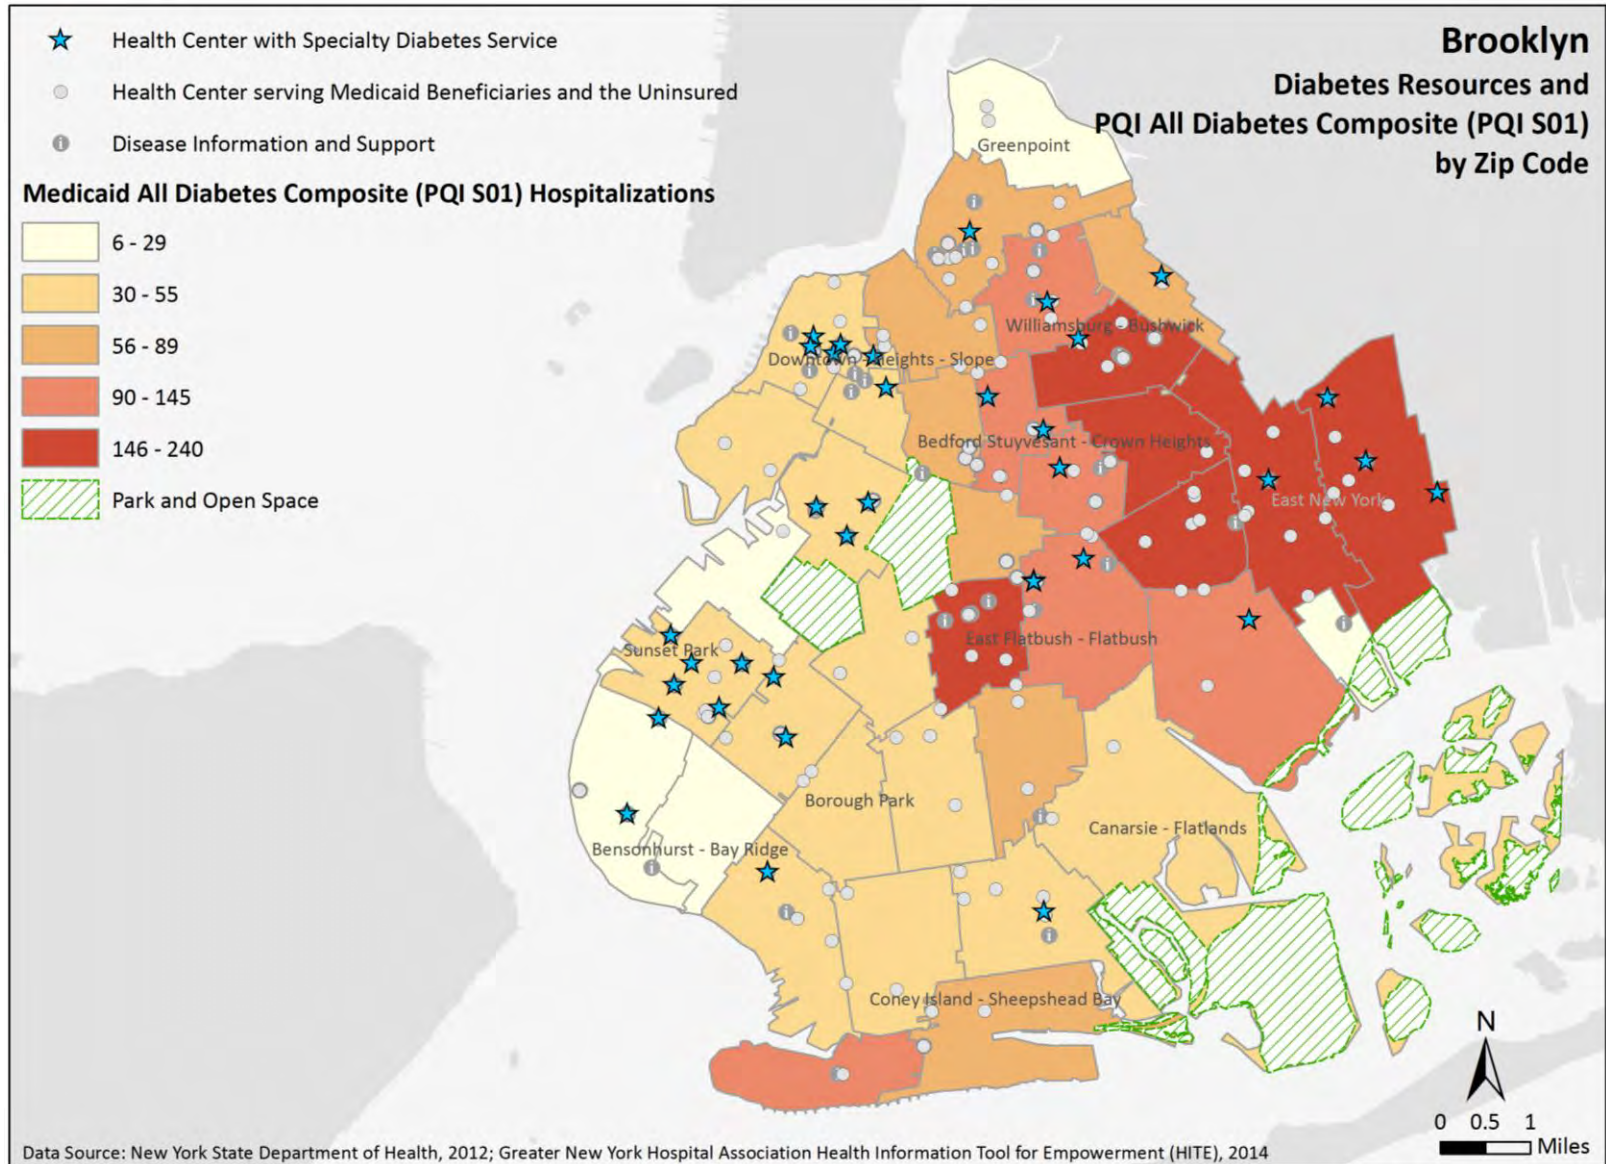 Health Center with Specialty Diabetes Service
Health Center serving Medicaid Beneficiaries and the Uninsured
Disease Information and Support
Medicaid All Diabetes Composite (PQI S01) Hospitalizations
6 - 29
30 - 55
56 - 89
90 - 145
146 - 240
Park and Open Space
Brooklyn
Diabetes Resources and
PQI All Diabetes Composite (PQI S01)
by Zip Code
Greenpoint
Williamsburg - Bushwick
Downtown - Heights - Slope
Bedford Stuyvesant - Crown Heights
East New York
East Flatbush - Flatbush
Sunset Park
Borough Park
Canarsie - Flatlands
Bensonhurst - Bay Ridge
Coney Island - Sheepshead Bay
N
0 0.5 1
Miles
Data Source: New York State Department of Health, 2012; Greater New York Hospital Association Health Information Tool for Empowerment (HITE), 2014